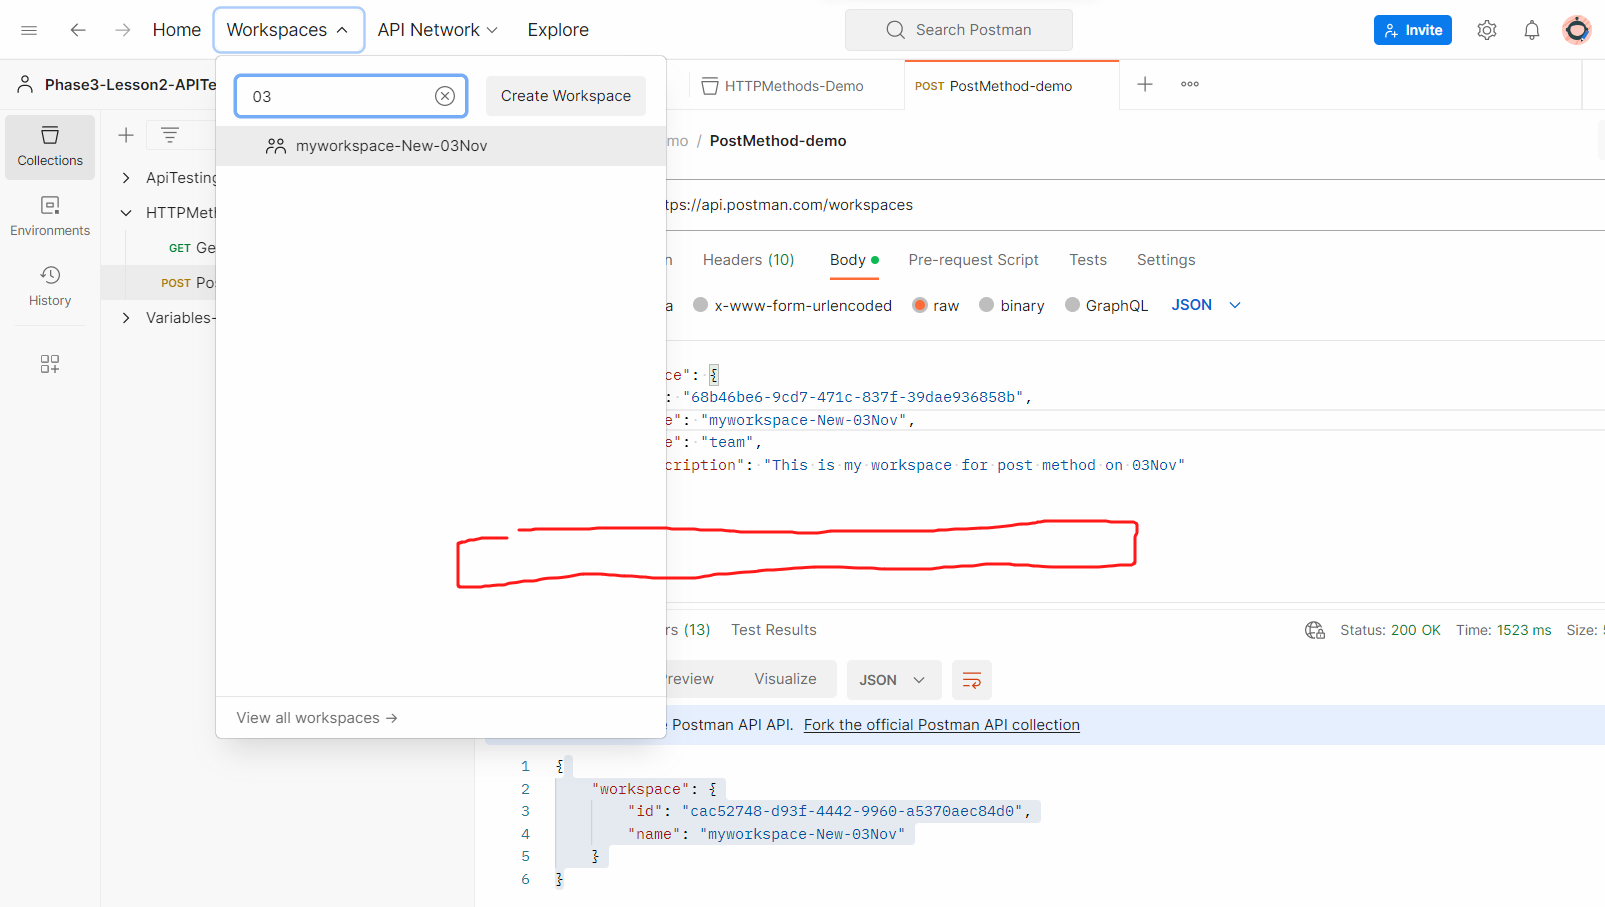 Home Workspaces API Network Explore Search Postman Invite
Phase3-Lesson2-APITe
03 Create Workspace
HTTPMethods-Demo POST PostMethod-demo
myworkspace-New-03Nov
mo / PostMethod-demo
Collections
Environments
History
ApiTesting
HTTPMeth
GET Ge
POST Pos
Variables-
tps://api.postman.com/workspaces
n Headers (10) Body Pre-request Script Tests Settings
a x-www-form-urlencoded raw binary GraphQL JSON
ce": {
: "68b46be6-9cd7-471c-837f-39dae936858b",
e": "myworkspace-New-03Nov",
e": "team",
cription": "This is my workspace for post method on 03Nov"
rs (13) Test Results Status: 200 OK Time: 1523 ms Size:
review Visualize JSON
View all workspaces →
e Postman API API. Fork the official Postman API collection
1 {
2 "workspace": {
3 "id": "cac52748-d93f-4442-9960-a5370aec84d0",
4 "name": "myworkspace-New-03Nov"
5 }
6 }